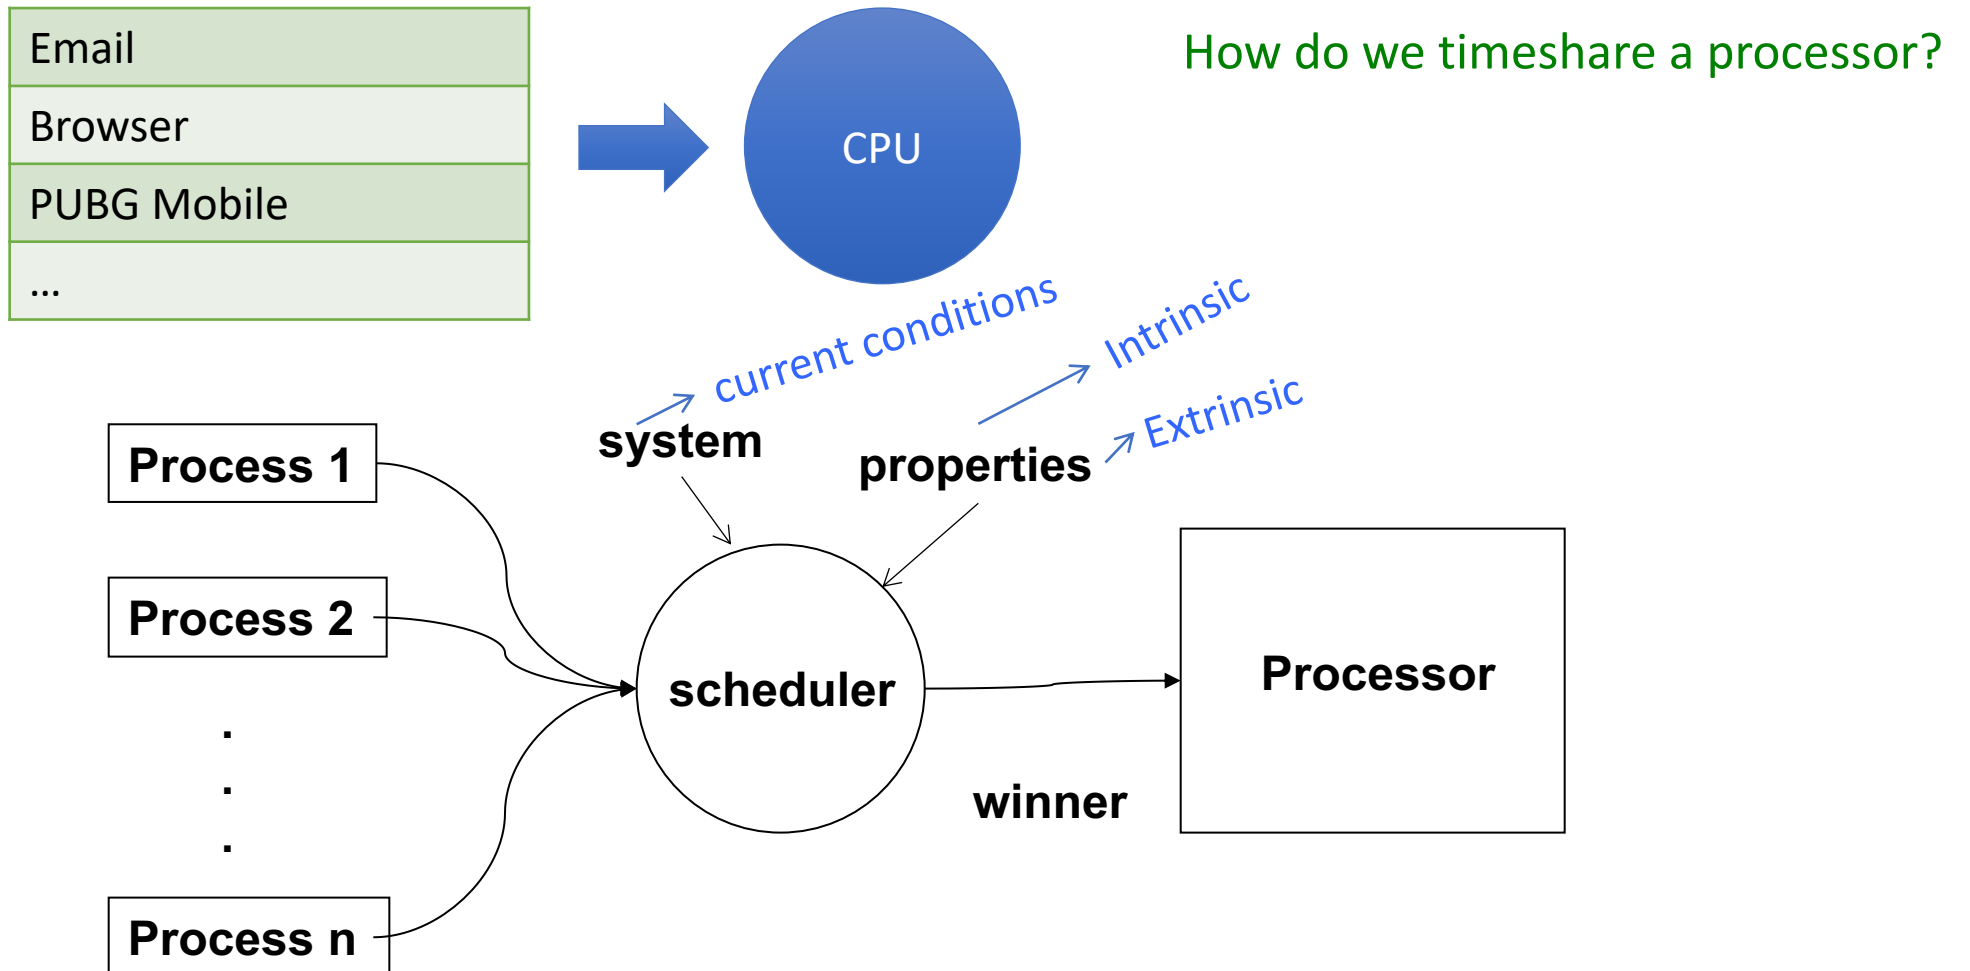 Email
Browser
PUBG Mobile
...
CPU
How do we timeshare a processor?
current conditions
Intrinsic
Extrinsic
system
properties
Process 1
Process 2
.
.
.
Process n
scheduler
winner
Processor